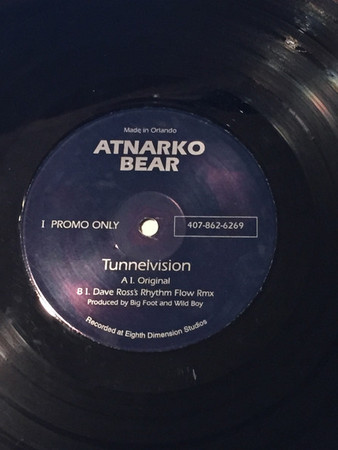 Made in Orlando
ATNARKO
BEAR
I PROMO ONLY
407-862-6269
Tunnelvision
A I. Original
B I. Dave Ross's Rhythm Flow Rmx
Produced by Big Foot and Wild Boy
Recorded at Eighth Dimension Studios